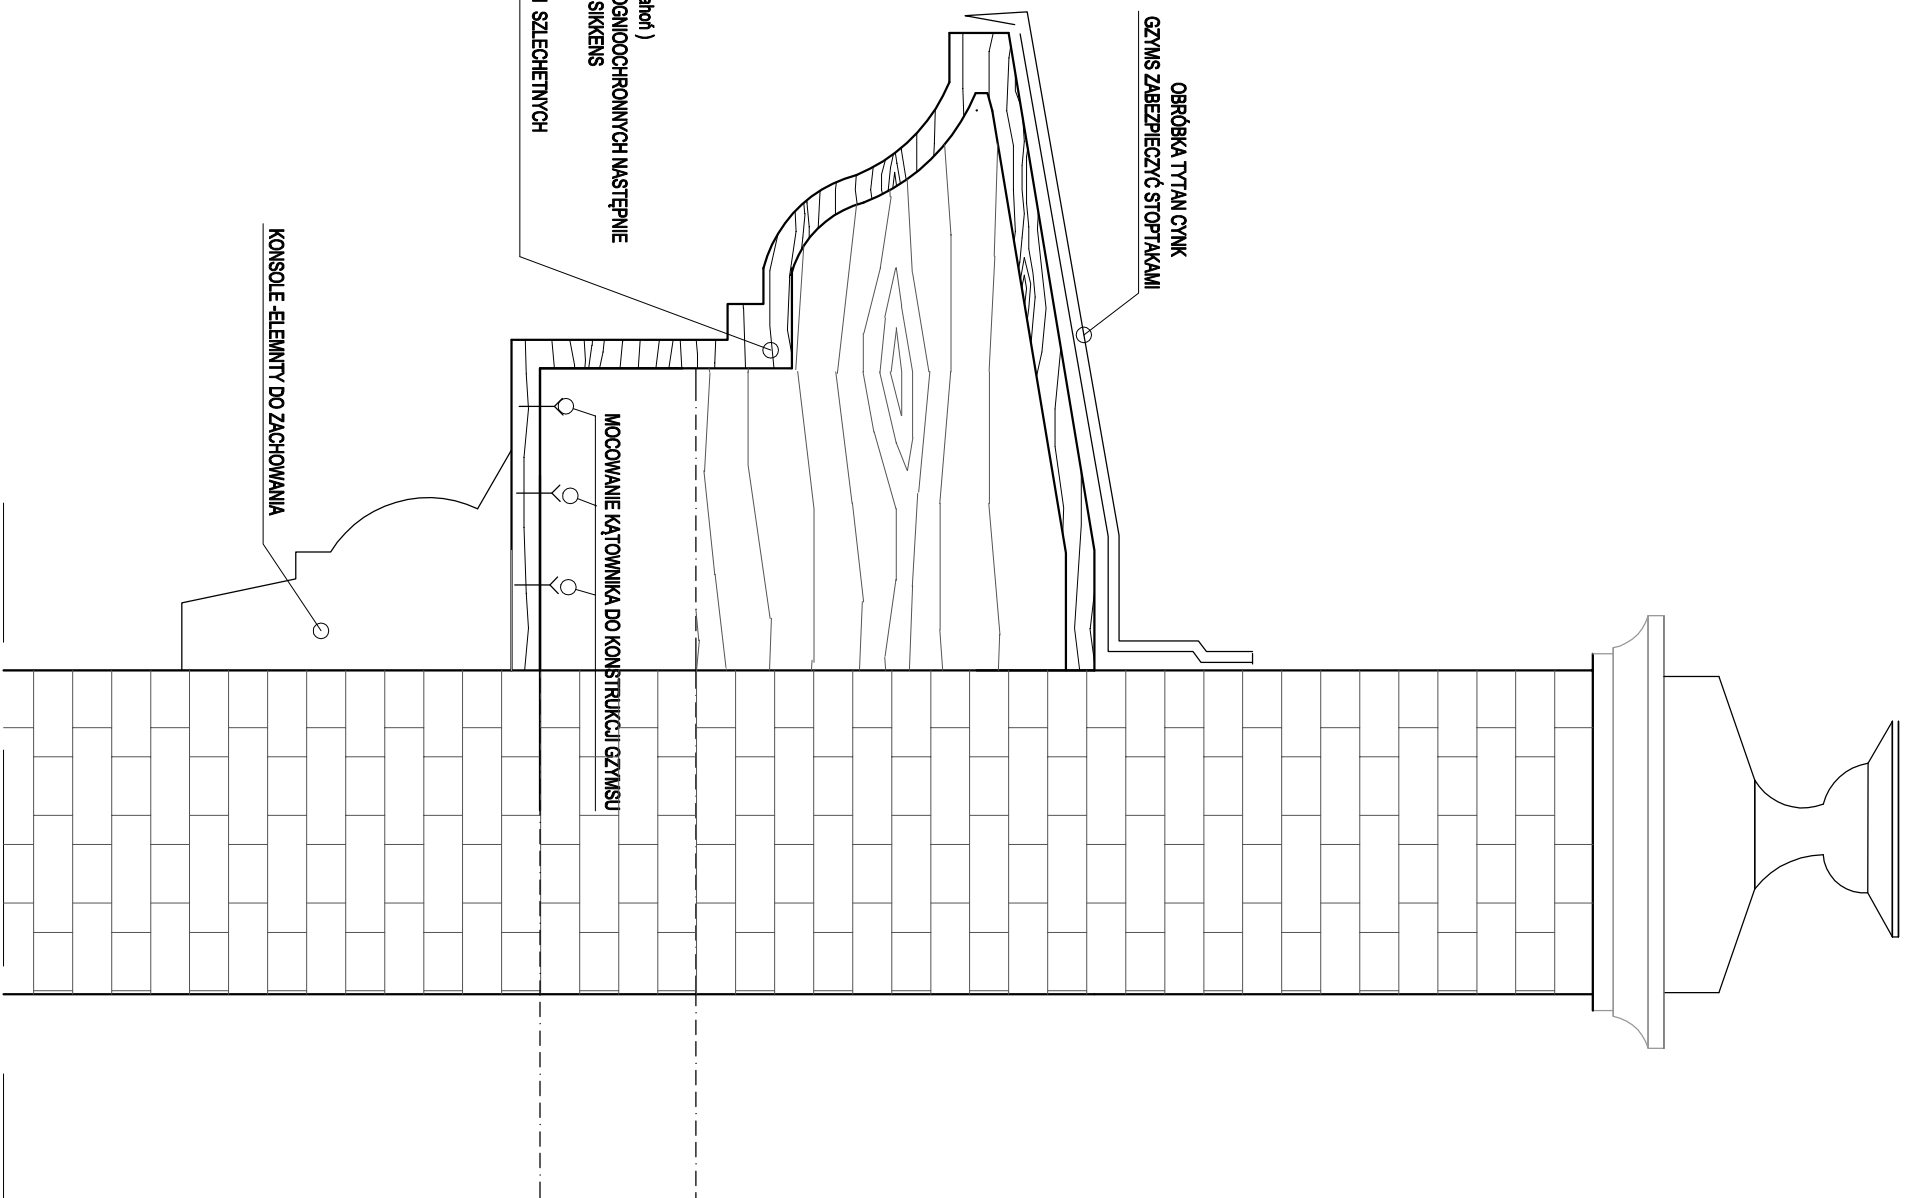 OBRÓBKA TYTAN CYNK
GZYMS ZABEZPIECZYĆ STOPTAKAMI
ahoń )
OGNIOOCHRONNYCH NASTĘPNIE
SIKKENS
SZLECHETNYCH
MOCOWANIE KĄTOWNIKA DO KONSTRUKCJI GZYMSU
KONSOLE -ELEMNTY DO ZACHOWANIA